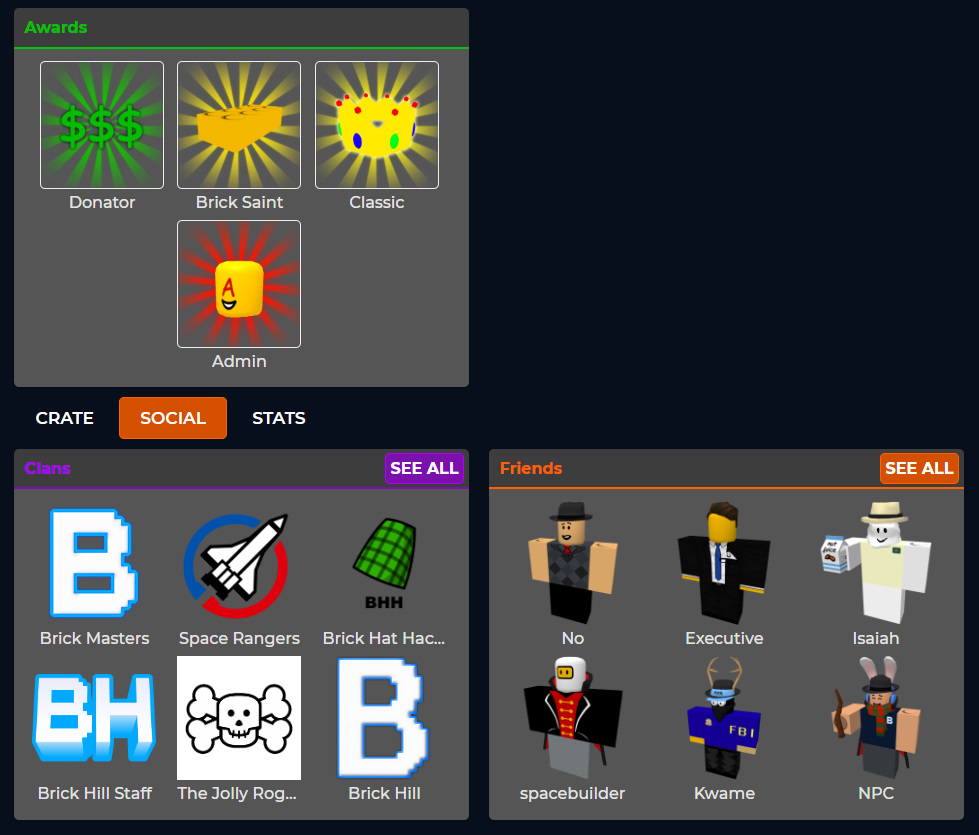 Awards
$$$
Donator
Brick Saint
Classic
A
Admin
CRATE
SOCIAL
STATS
Clans
SEE ALL
B
Brick Masters
Space Rangers
BHH
Brick Hat Hac...
BH
Brick Hill Staff
The Jolly Rog...
B
Brick Hill
Friends
SEE ALL
No
Executive
Isaiah
spacebuilder
FBI
Kwame
B
NPC